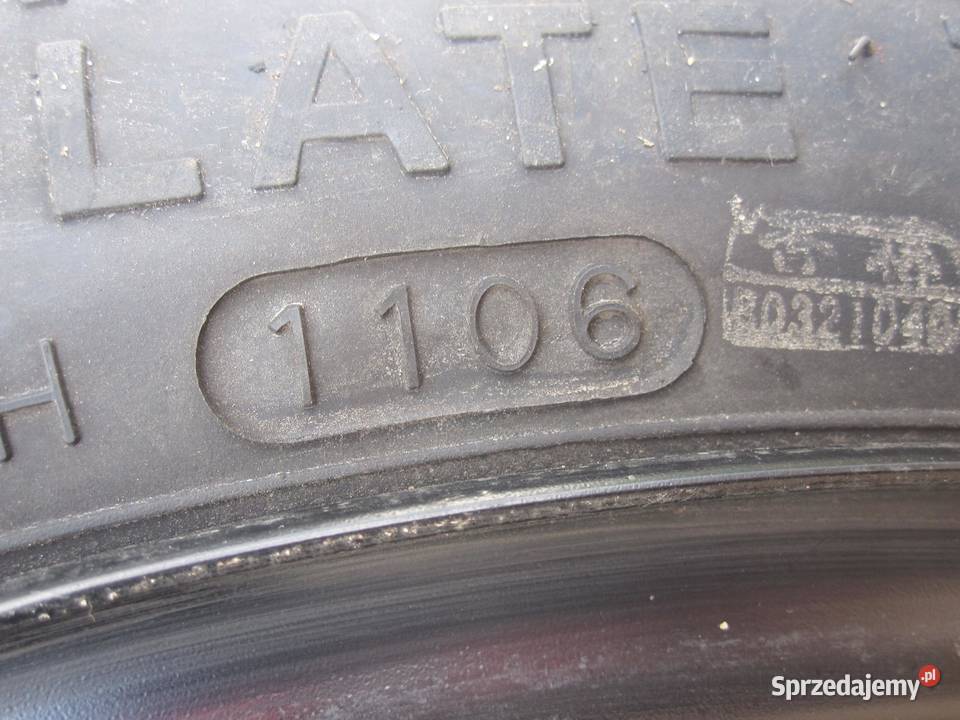 LATE
H
1106
Sprzedajemy.pl